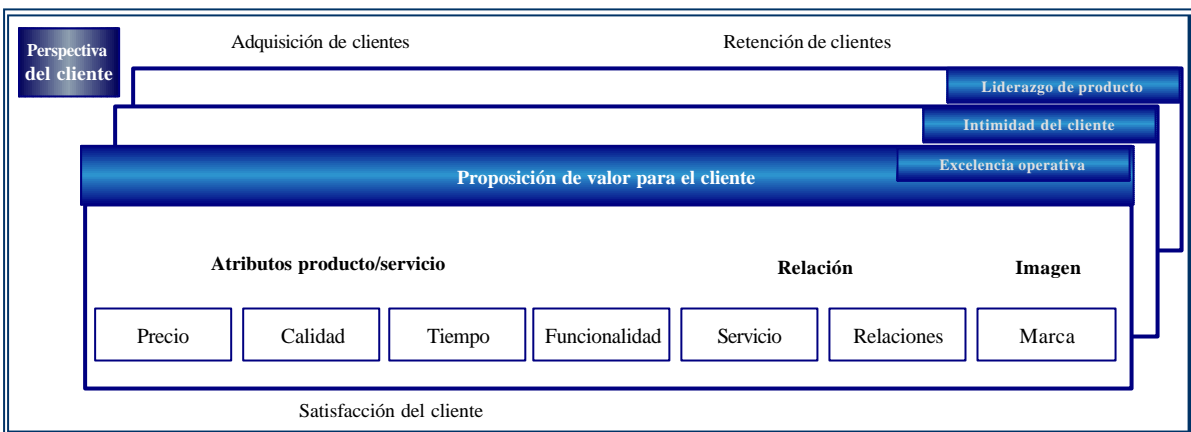 Perspectiva
del cliente
Adquisición de clientes
Retención de clientes
Liderazgo de producto
Intimidad del cliente
Excelencia operativa
Proposición de valor para el cliente
Atributos producto/servicio
Relación
Imagen
Precio
Calidad
Tiempo
Funcionalidad
Servicio
Relaciones
Marca
Satisfacción del cliente